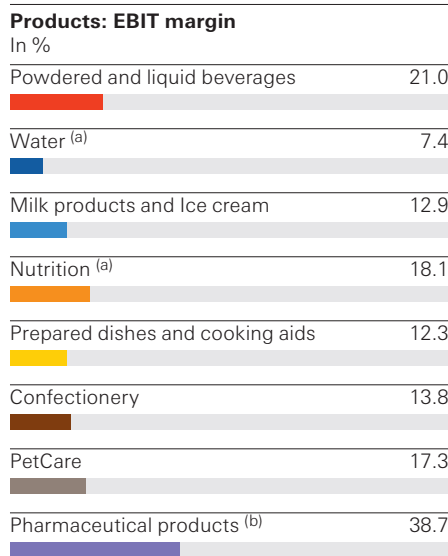 Products: EBIT margin
In %
Powdered and liquid beverages 21.0
Water (a) 7.4
Milk products and Ice cream 12.9
Nutrition (a) 18.1
Prepared dishes and cooking aids 12.3
Confectionery 13.8
PetCare 17.3
Pharmaceutical products (b) 38.7